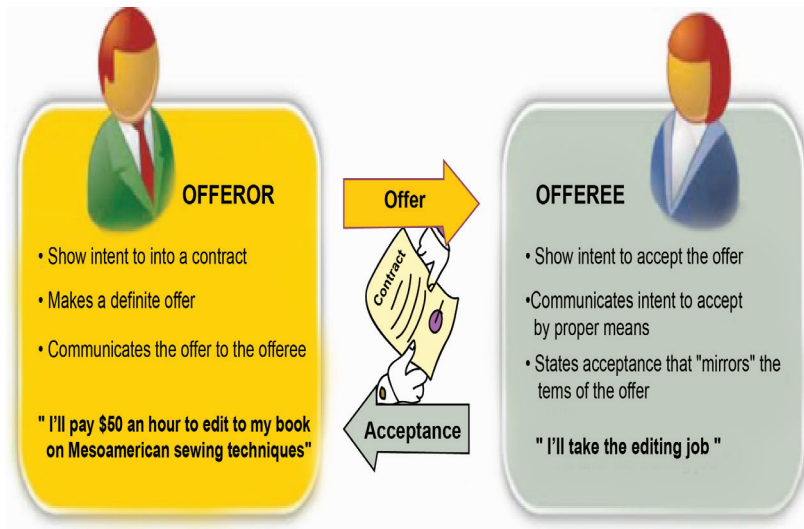 OFFEROR
• Show intent to into a contract
• Makes a definite offer
• Communicates the offer to the offeree
" I'll pay $50 an hour to edit to my book
on Mesoamerican sewing techniques"
Offer
Contract
Acceptance
OFFEREE
• Show intent to accept the offer
•Communicates intent to accept
by proper means
• States acceptance that "mirrors" the
tems of the offer
" I'll take the editing job "